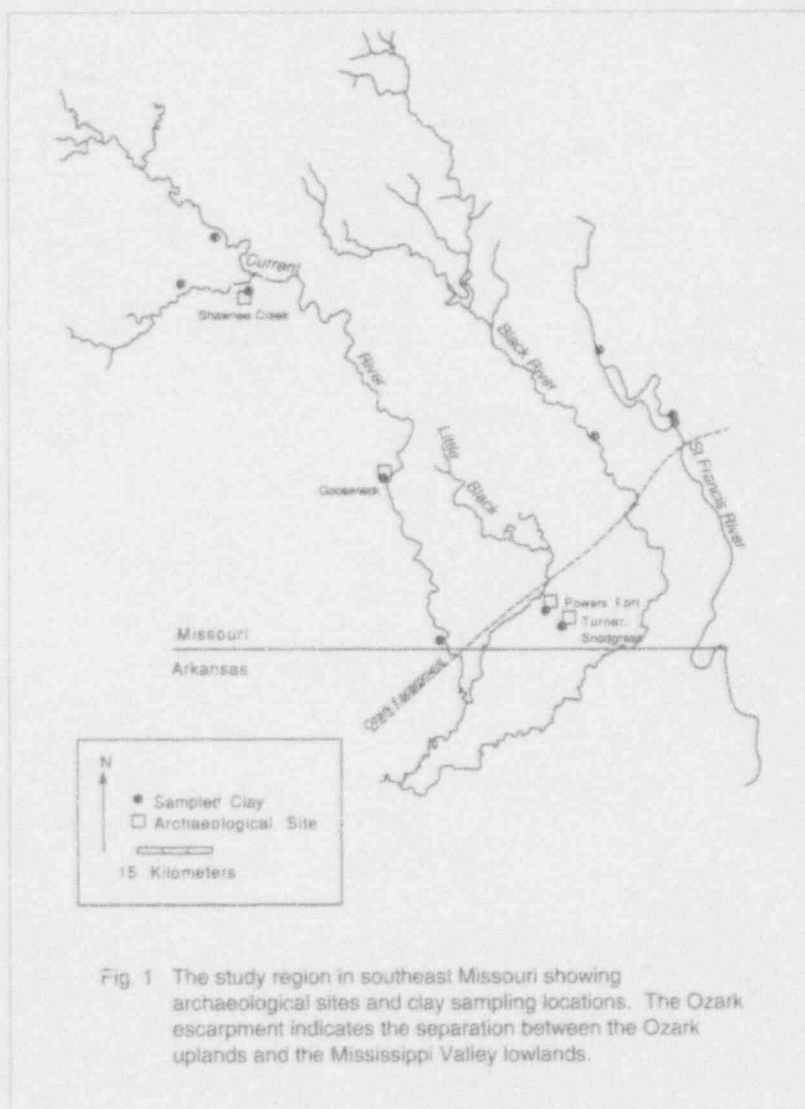 Current
River
Shawnee Creek
Black River
St Francis River
Little
Black
R.
Gooseneck
Powers Fort
Turner,
Snodgrass
Missouri
Arkansas
Ozark Escarpment
N
Sampled Clay
Archaeological Site
15 Kilometers
Fig. 1 The study region in southeast Missouri showing
archaeological sites and clay sampling locations. The Ozark
escarpment indicates the separation between the Ozark
uplands and the Mississippi Valley lowlands.